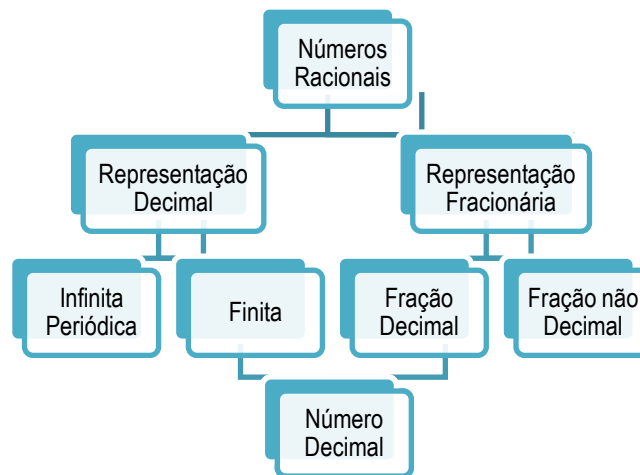 Números
Racionais
Representação
Decimal
Representação
Fracionária
Infinita
Periódica
Finita
Fração
Decimal
Fração não
Decimal
Número
Decimal